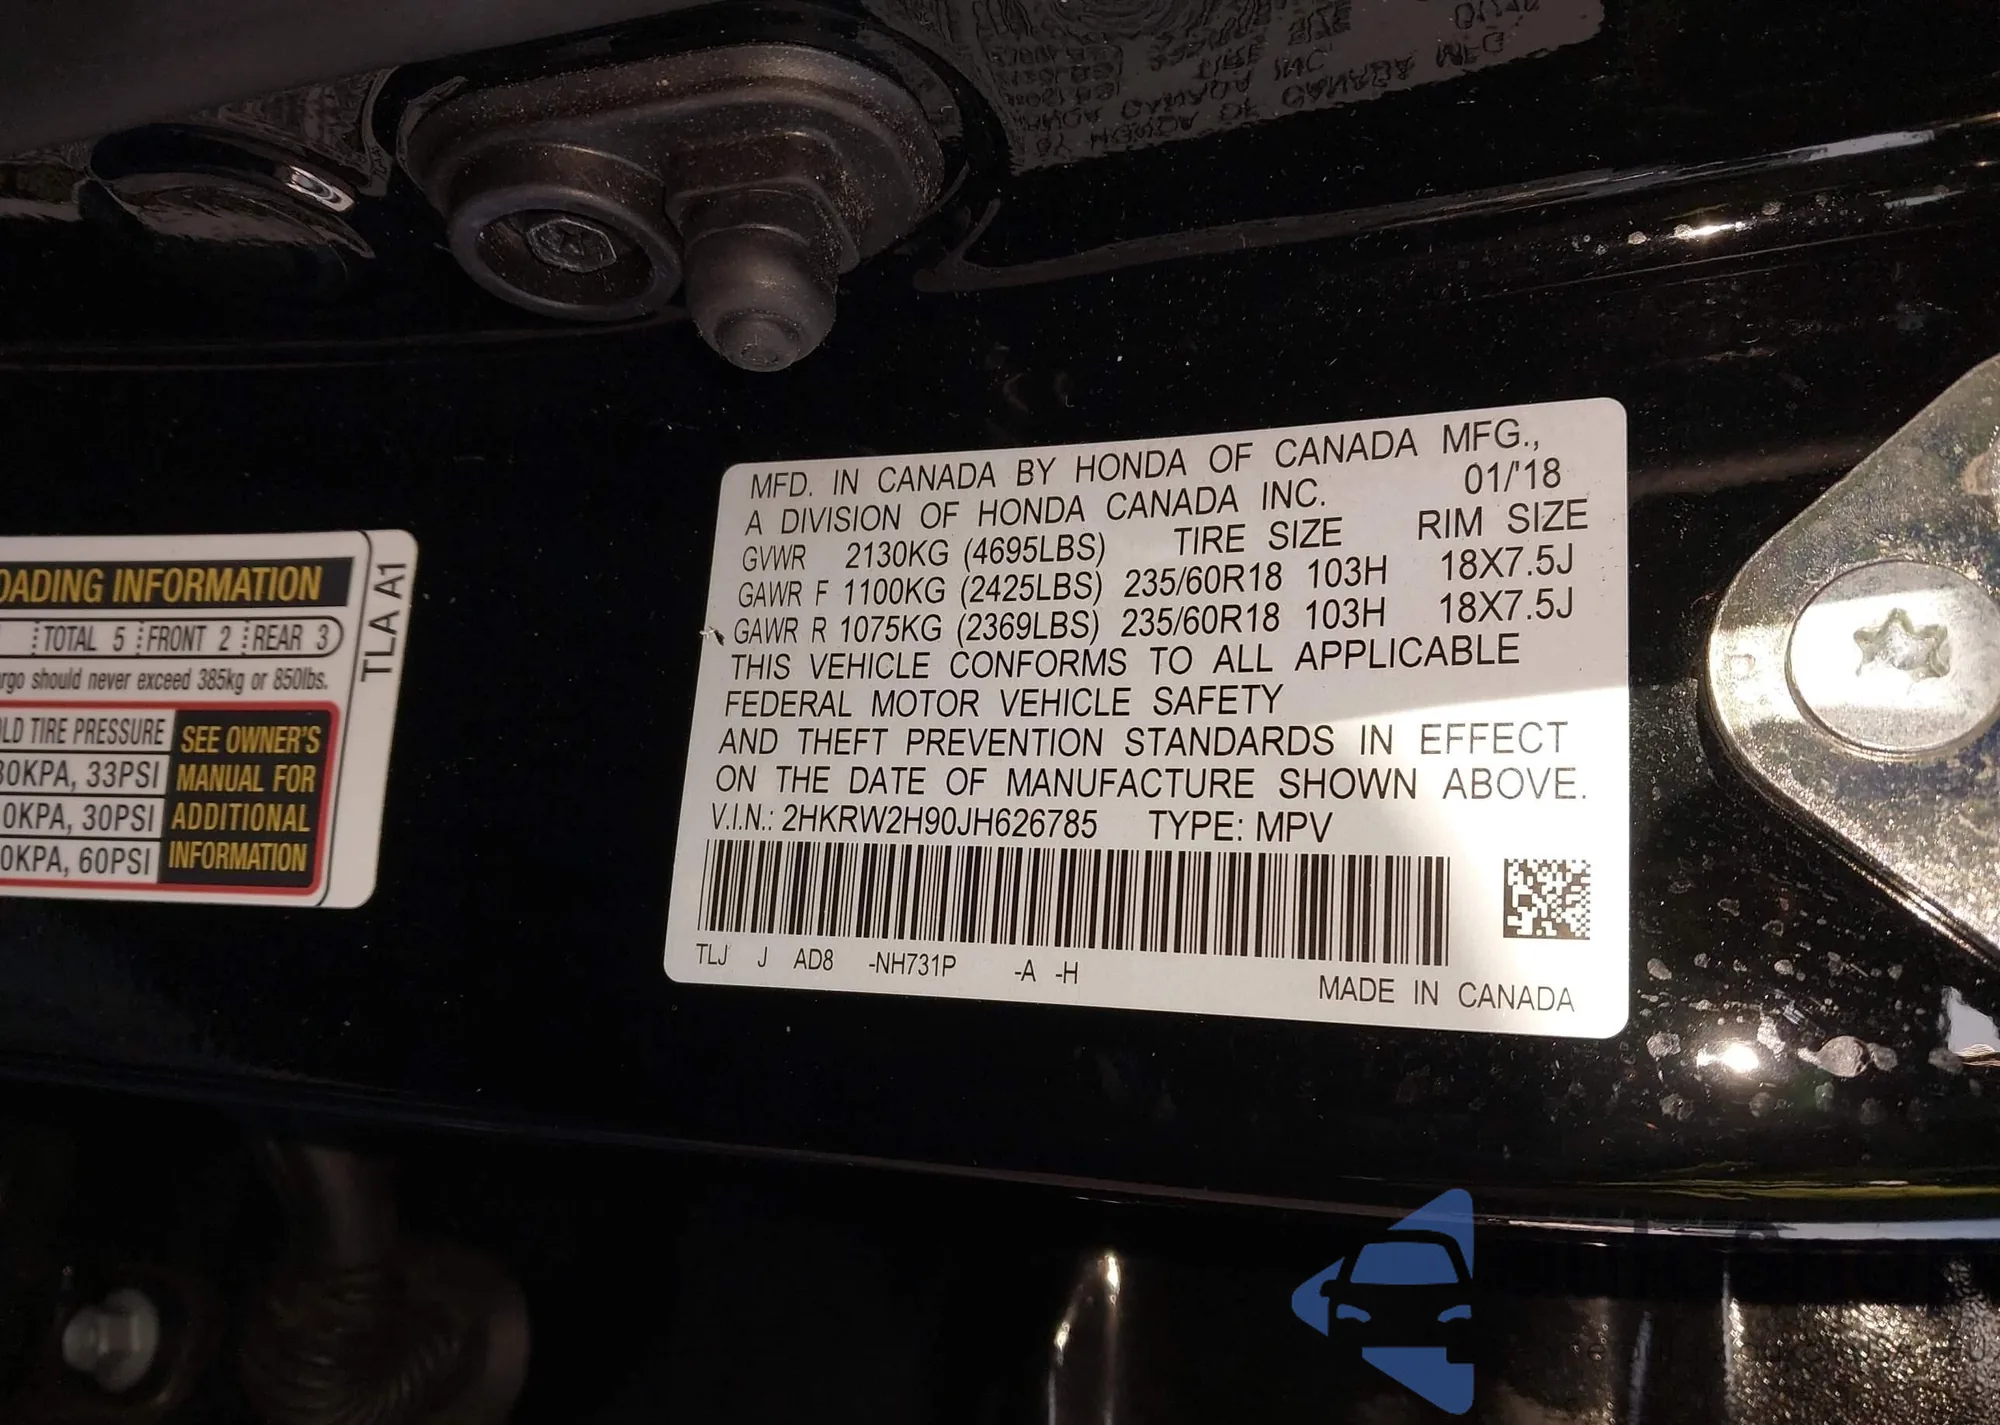 OADING INFORMATION
TOTAL 5 FRONT 2 REAR 3
rgo should never exceed 385kg or 850lbs.
LD TIRE PRESSURE
30KPA, 33PSI
0KPA, 30PSI
0KPA, 60PSI
SEE OWNER'S
MANUAL FOR
ADDITIONAL
INFORMATION
TLA A1
MFD. IN CANADA BY HONDA OF CANADA MFG.,
A DIVISION OF HONDA CANADA INC. 01/'18
GVWR 2130KG (4695LBS) TIRE SIZE RIM SIZE
GAWR F 1100KG (2425LBS) 235/60R18 103H 18X7.5J
GAWR R 1075KG (2369LBS) 235/60R18 103H 18X7.5J
THIS VEHICLE CONFORMS TO ALL APPLICABLE
FEDERAL MOTOR VEHICLE SAFETY
AND THEFT PREVENTION STANDARDS IN EFFECT
ON THE DATE OF MANUFACTURE SHOWN ABOVE.
V.I.N.: 2HKRW2H90JH626785 TYPE: MPV
TLJ J AD8 -NH731P -A -H
MADE IN CANADA